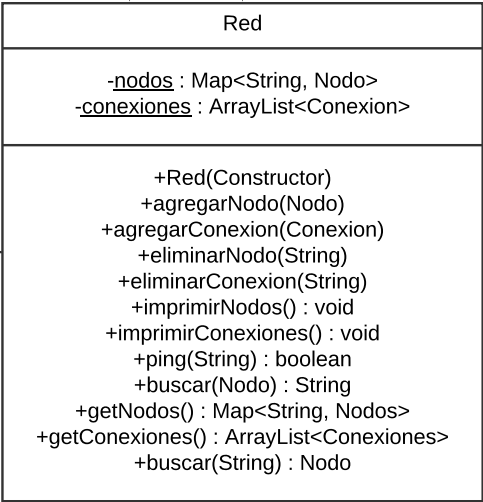 Red
-nodos : Map<String, Nodo>
-conexiones : ArrayList<Conexion>
+Red(Constructor)
+agregarNodo(Nodo)
+agregarConexion(Conexion)
+eliminarNodo(String)
+eliminarConexion(String)
+imprimirNodos() : void
+imprimirConexiones() : void
+ping(String) : boolean
+buscar(Nodo) : String
+getNodos() : Map<String, Nodos>
+getConexiones() : ArrayList<Conexiones>
+buscar(String) : Nodo